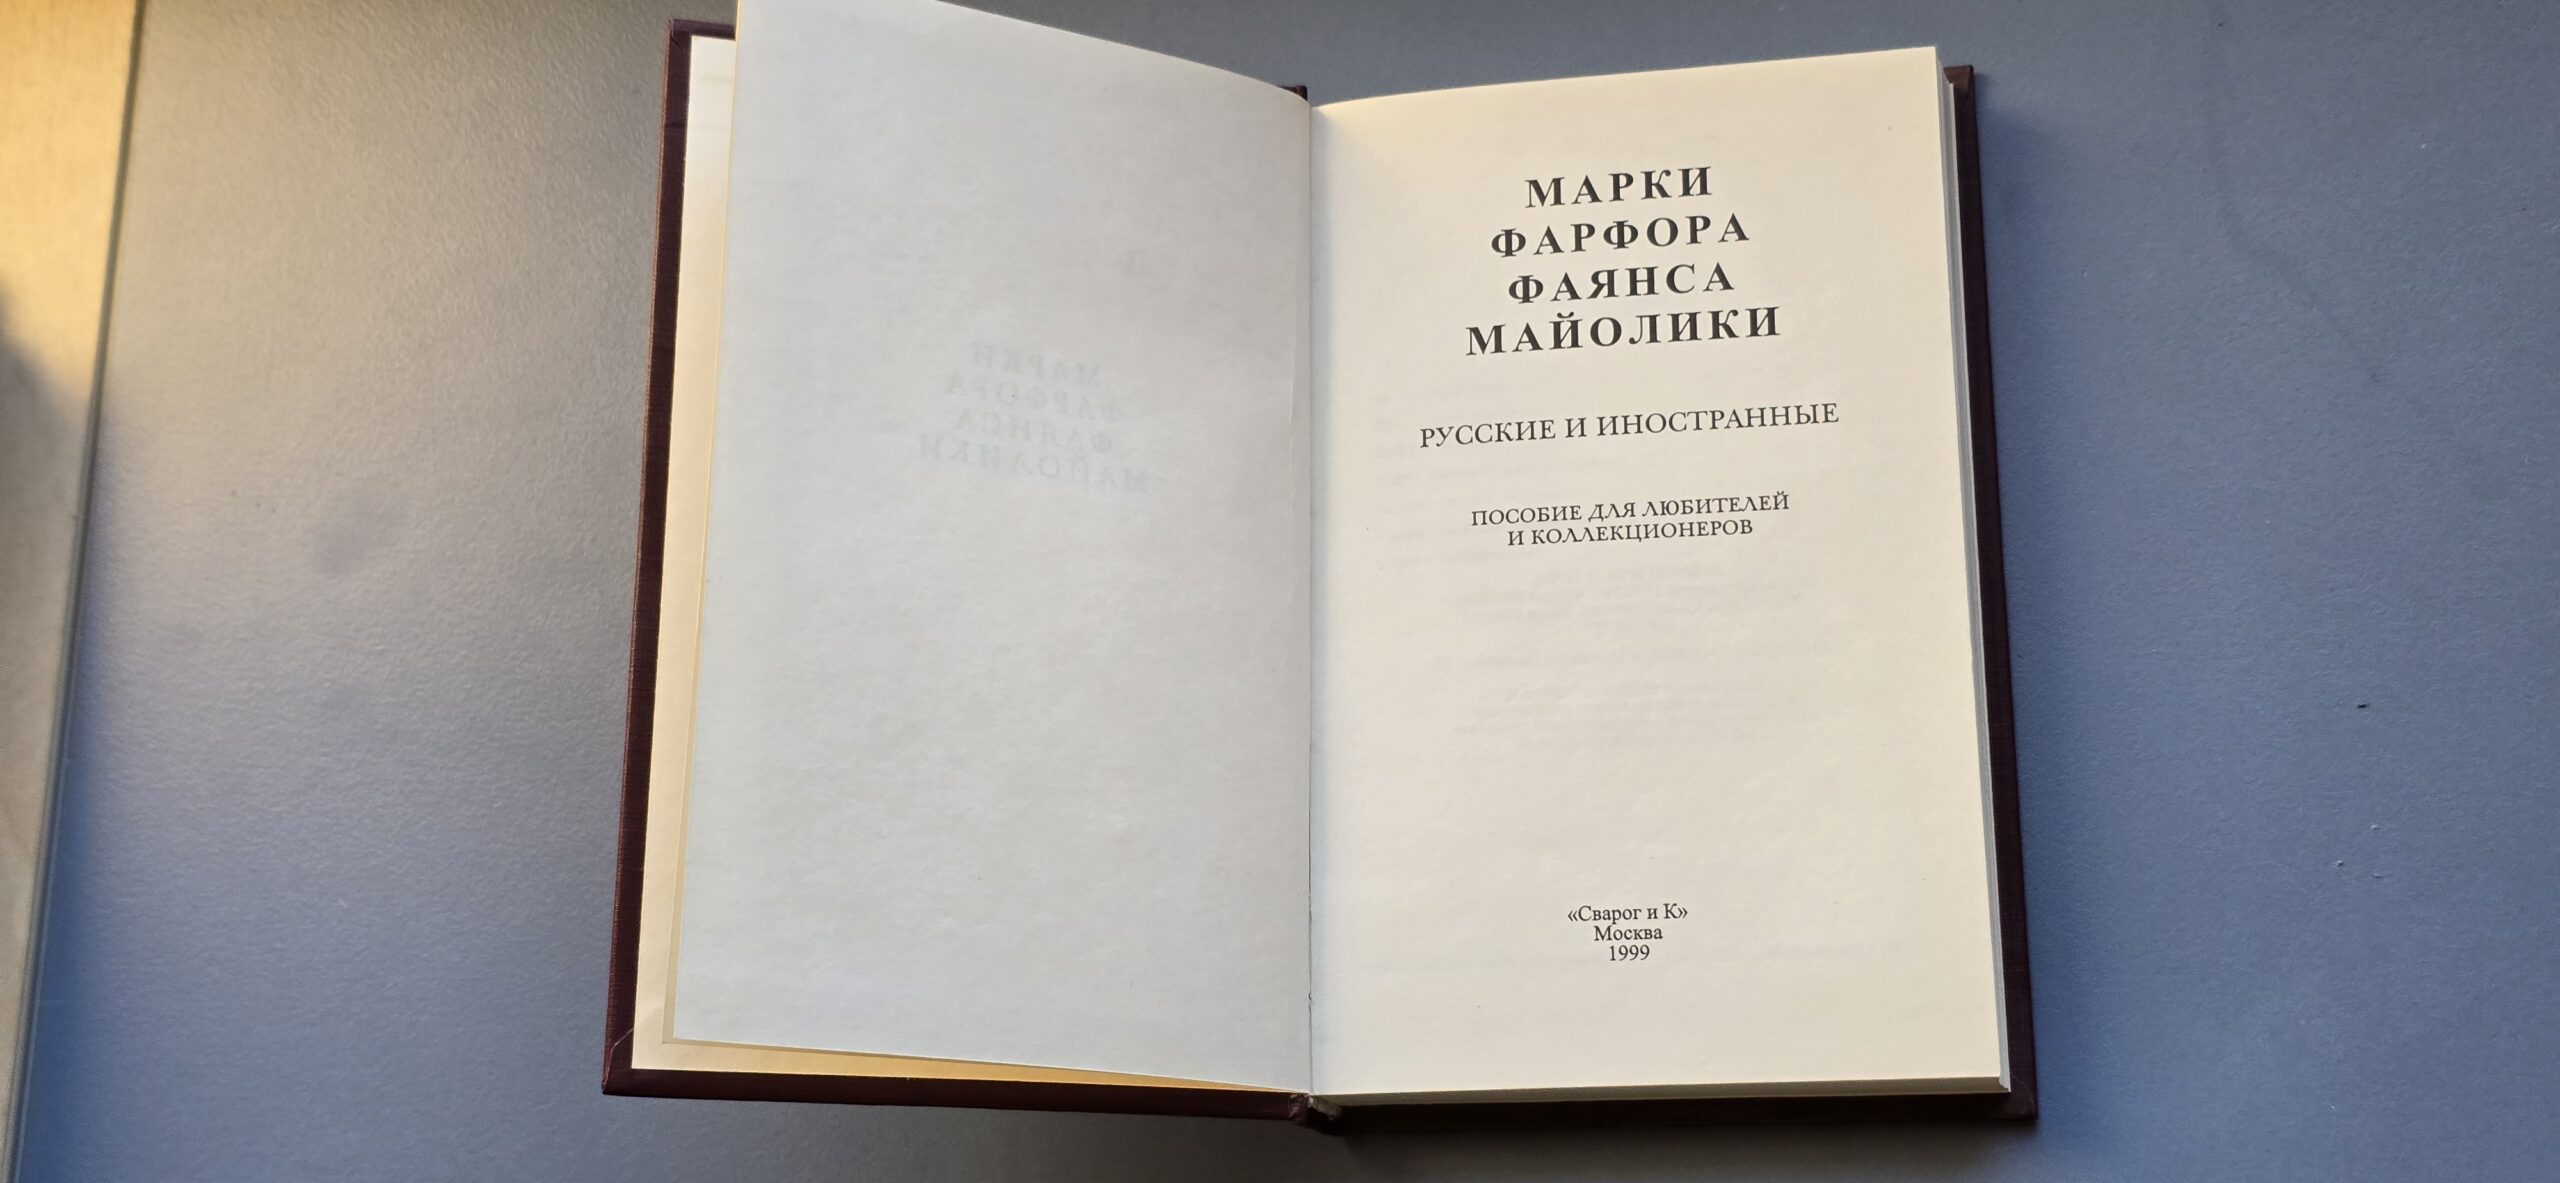 МАРКИ
ФАРФОРА
ФАЯНСА
МАЙОЛИКИ
РУССКИЕ И ИНОСТРАННЫЕ
ПОСОБИЕ ДЛЯ ЛЮБИТЕЛЕЙ
И КОЛЛЕКЦИОНЕРОВ
«Сварог и К»
Москва
1999